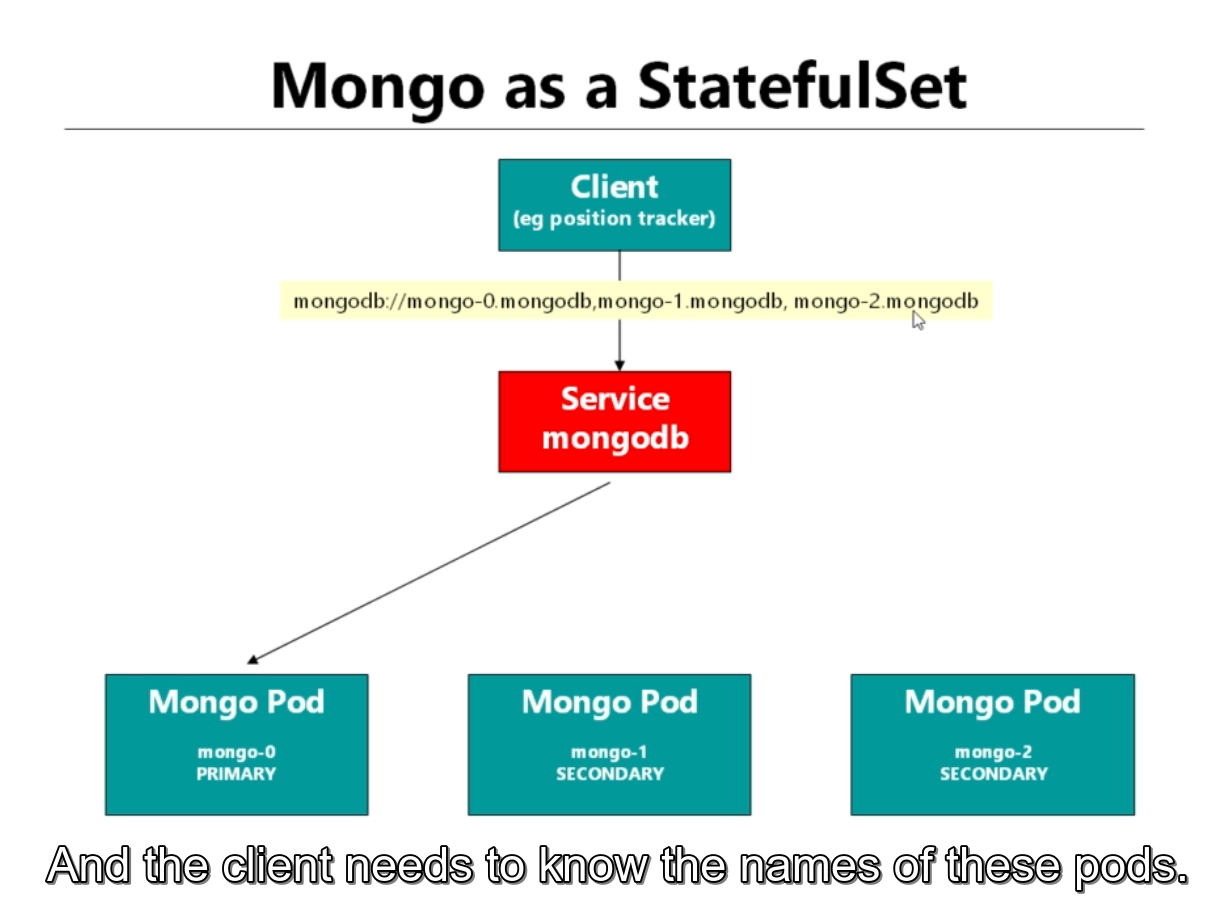 Mongo as a StatefulSet
Client
(eg position tracker)
mongodb://mongo-0.mongodb,mongo-1.mongodb, mongo-2.mongodb
Service
mongodb
Mongo Pod
mongo-0
PRIMARY
Mongo Pod
mongo-1
SECONDARY
Mongo Pod
mongo-2
SECONDARY
And the client needs to know the names of these pods.